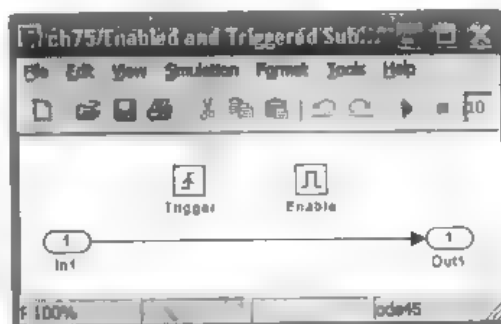 ch75/Enabled and Triggered Sub...
File Edit View Simulation Format Tools Help
10
Trigger Enable
1 1
In1 Out1
100% ode45